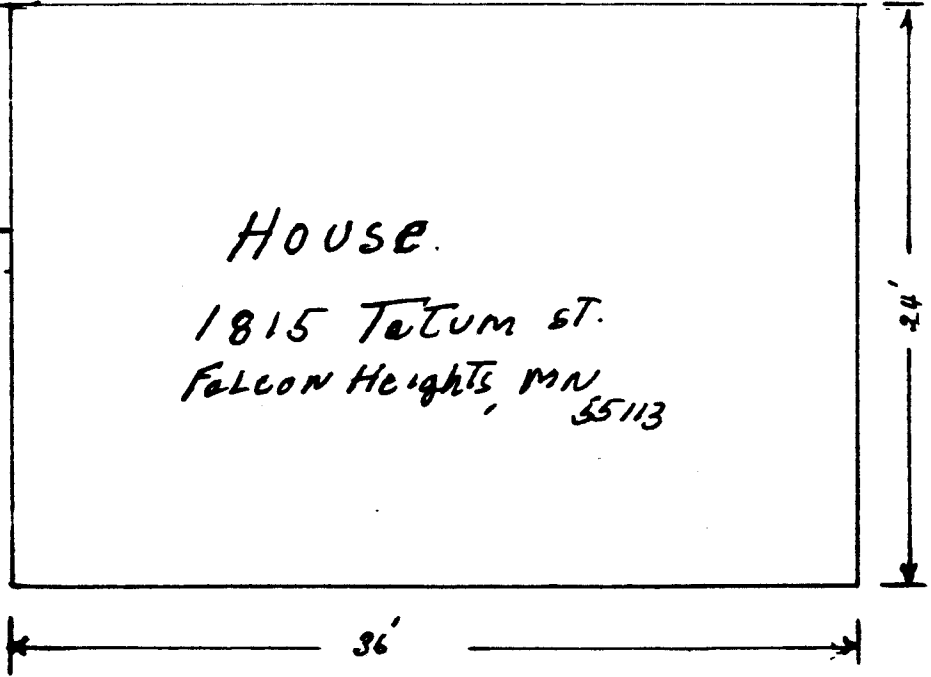 House.
1815 Tatum ST.
Falcon Heights, MN
55113
24'
36'